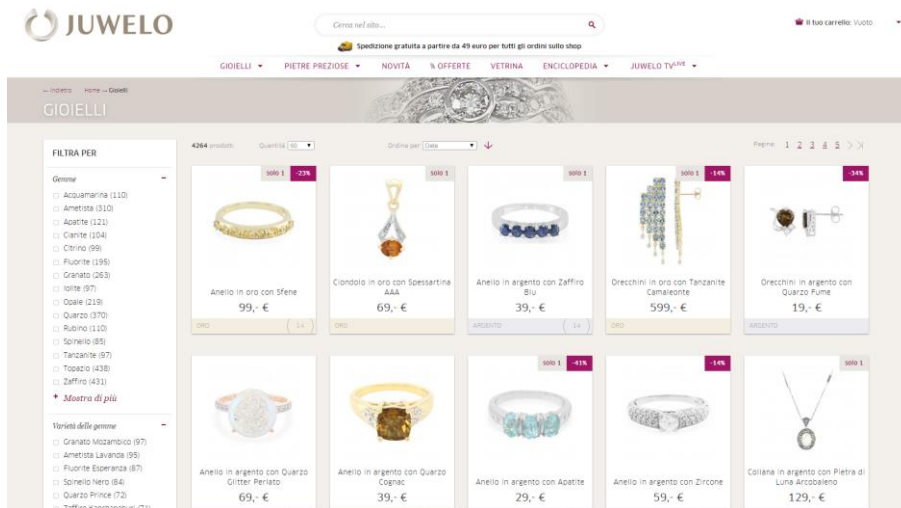 JUWELO
Cerca nel sito...
Il tuo carrello: Vuoto
Spedizione gratuita a partire da 49 euro per tutti gli ordini sullo shop
GIOIELLI
PIETRE PREZIOSE
NOVITÀ
% OFFERTE
VETRINA
ENCICLOPEDIA
JUWELO TV LIVE
← Indietro Home → Gioielli
GIOIELLI
FILTRA PER
Gemme
Acquamarina (110)
Ametista (310)
Apatite (121)
Cianite (104)
Citrino (99)
Fluorite (195)
Granato (263)
Iolite (97)
Opale (219)
Quarzo (370)
Rubino (110)
Spinello (85)
Tanzanite (97)
Topazio (438)
Zaffiro (431)
+ Mostra di più
Varietà delle gemme
Granato Mozambico (97)
Ametista Lavanda (95)
Fluorite Esperanza (87)
Spinello Nero (84)
Quarzo Prince (72)
4264 prodotti
Quantità 60
Ordina per Data
Pagina 1 2 3 4 5
solo 1 -23%
Anello in oro con Sfene
99,- €
ORO
14
solo 1
Ciondolo in oro con Spessartina
AAA
69,- €
ORO
solo 1
Anello in argento con Zaffiro
Blu
39,- €
ARGENTO
14
solo 1 -14%
Orecchini in oro con Tanzanite
Camaleonte
599,- €
ORO
-34%
Orecchini in argento con
Quarzo Fume
19,- €
ARGENTO
Anello in argento con Quarzo
Glitter Perlato
69,- €
Anello in argento con Quarzo
Cognac
39,- €
solo 1 -41%
Anello in argento con Apatite
29,- €
-14%
Anello in argento con Zircone
59,- €
solo 1
Collana in argento con Pietra di
Luna Arcobaleno
129,- €